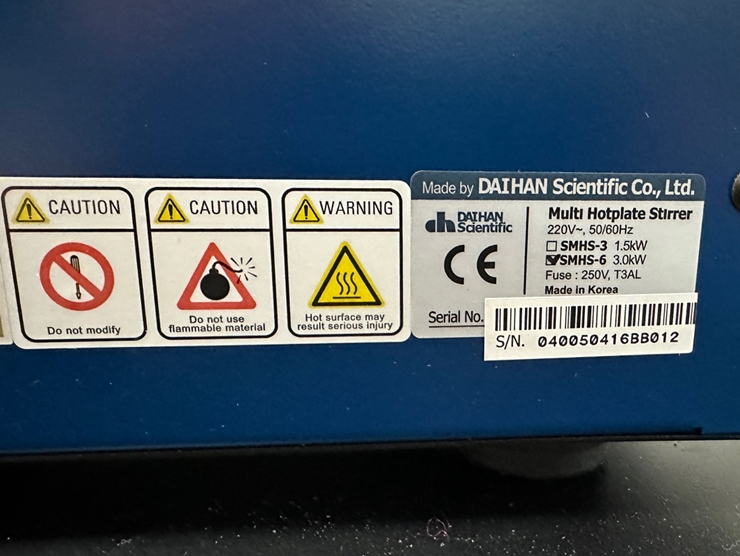 CAUTION
Do not modify
CAUTION
Do not use
flammable material
WARNING
Hot surface may
result serious injury
Made by DAIHAN Scientific Co., Ltd.
dh DAIHAN
Scientific
CE
Multi Hotplate Stirrer
220V~, 50/60Hz
SMHS-3 1.5kW
SMHS-6 3.0kW
Fuse : 250V, T3AL
Made in Korea
Serial No.
S/N. 040050416BB012